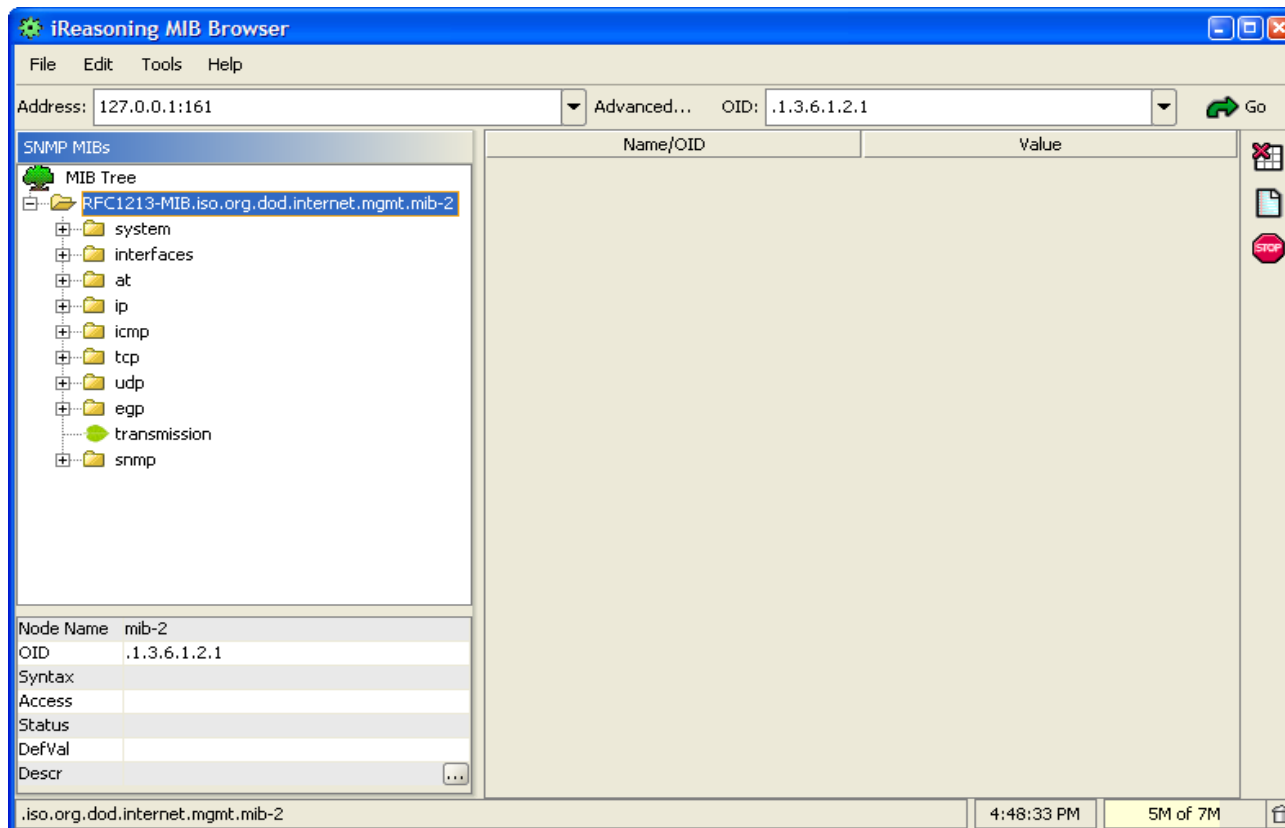 iReasoning MIB Browser
File Edit Tools Help
Address: 127.0.0.1:161 Advanced... OID: .1.3.6.1.2.1 Go
SNMP MIBs
Name/OID Value
MIB Tree
RFC1213-MIB.iso.org.dod.internet.mgmt.mib-2
system
interfaces
at
ip
icmp
tcp
udp
egp
transmission
snmp
STOP
Node Name mib-2
OID .1.3.6.1.2.1
Syntax
Access
Status
DefVal
Descr ...
.iso.org.dod.internet.mgmt.mib-2 4:48:33 PM 5M of 7M